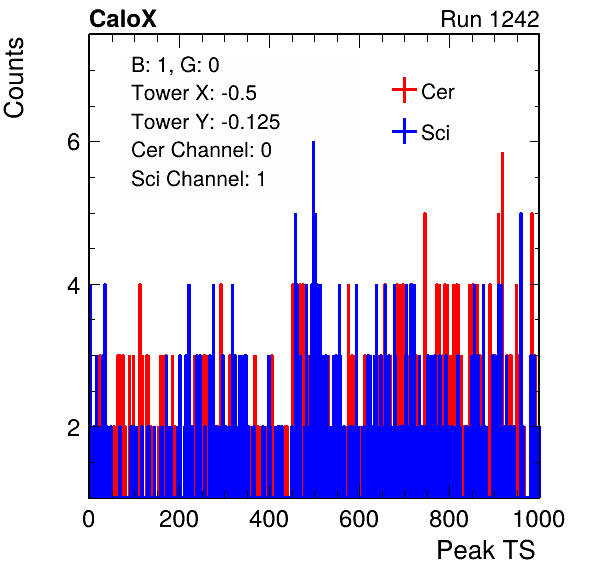 CaloX Run 1242
Counts
B: 1, G: 0
Tower X: -0.5
Tower Y: -0.125
Cer Channel: 0
Sci Channel: 1
Cer
Sci
6
4
2
0 200 400 600 800 1000
Peak TS